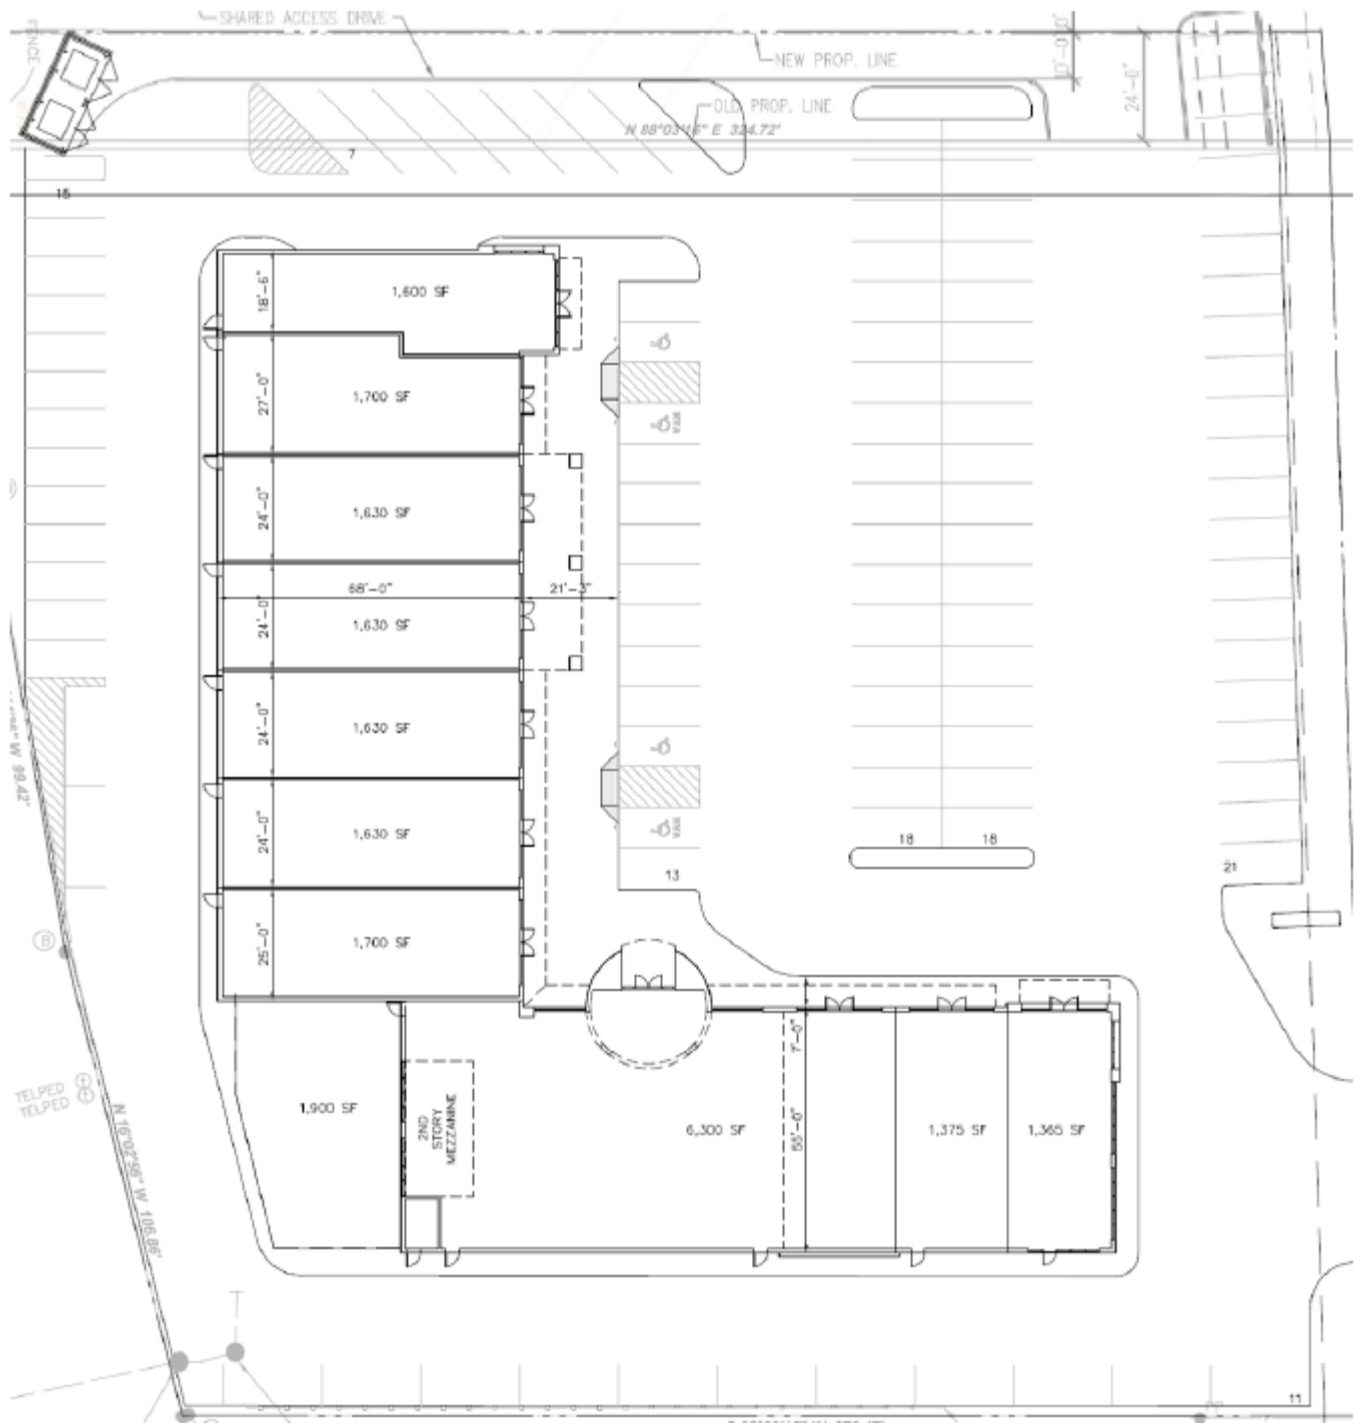 SHARED ACCESS DRIVE
FENCE
NEW PROP. LINE
24'-0"
OLD PROP. LINE
N 88°03'16" E 324.72'
7
15
18'-6"
1,600 SF
27'-0"
1,700 SF
VAN
24'-0"
1,630 SF
68'-0"
21'-3"
24'-0"
1,630 SF
24'-0"
1,630 SF
24'-0"
1,630 SF
VAN
18
18
13
21
25'-0"
1,700 SF
B
W 99.42'
7'-0"
TELPED
TELPED
N 16°02'56" W 106.86'
1,900 SF
2ND
STORY
MEZZANINE
6,300 SF
55'-0"
1,375 SF
1,365 SF
11